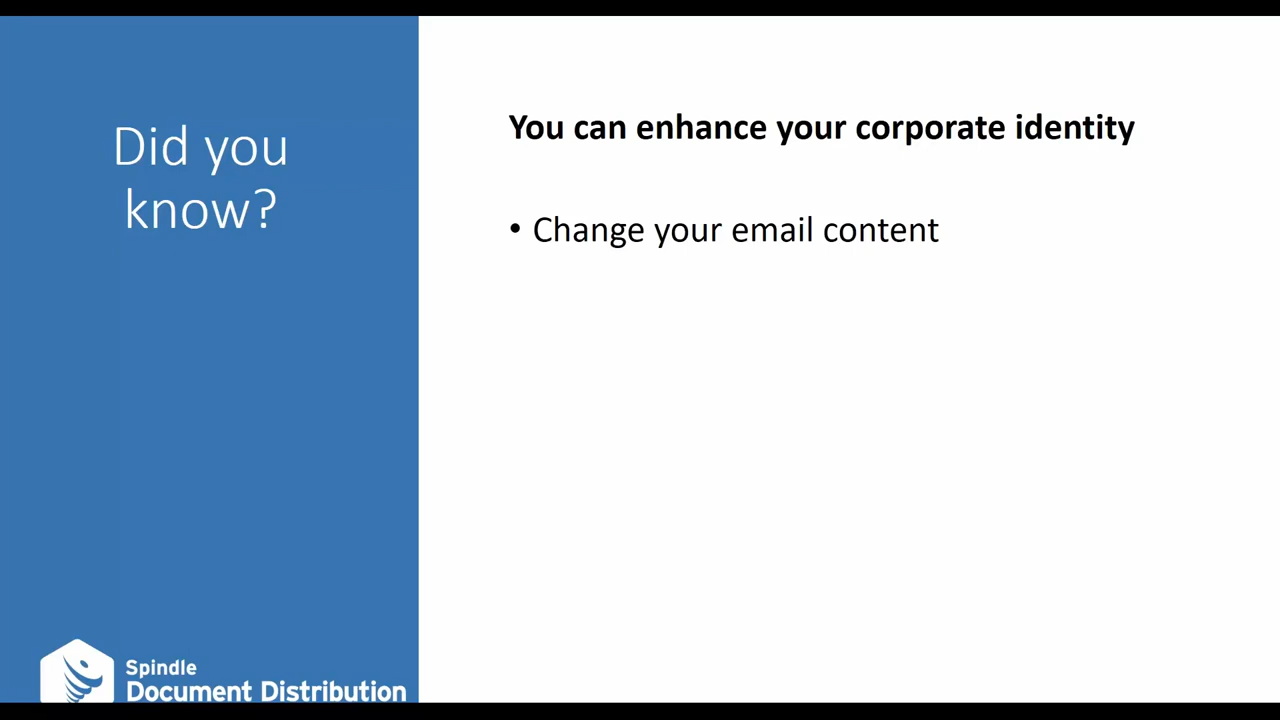 Did you
know?
You can enhance your corporate identity
• Change your email content
Spindle
Document Distribution